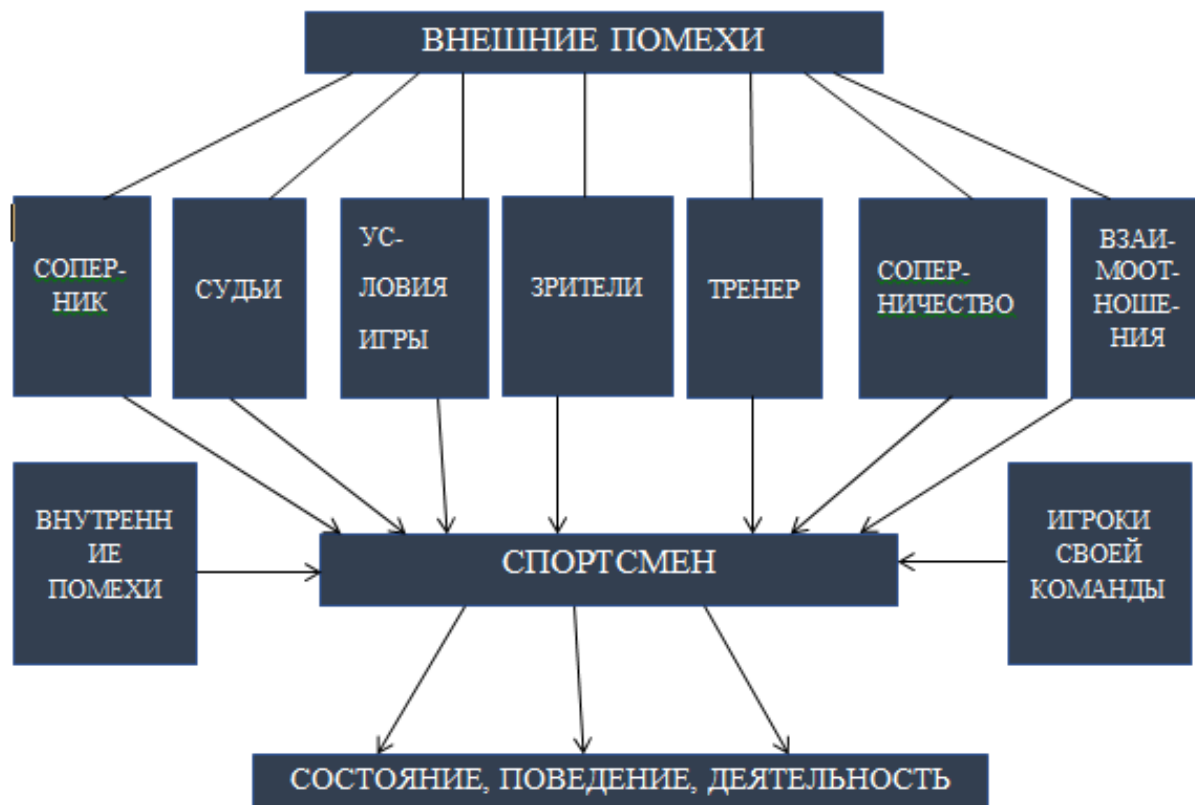 ВНЕШНИЕ ПОМЕХИ
СОПЕР-
НИК
СУДЬИ
УС-
ЛОВИЯ
ИГРЫ
ЗРИТЕЛИ
ТРЕНЕР
СОПЕР-
НИЧЕСТВО
ВЗАИ-
МООТ-
НОШЕ-
НИЯ
ВНУТРЕНН
ИЕ
ПОМЕХИ
СПОРТСМЕН
ИГРОКИ
СВОЕЙ
КОМАНДЫ
СОСТОЯНИЕ, ПОВЕДЕНИЕ, ДЕЯТЕЛЬНОСТЬ